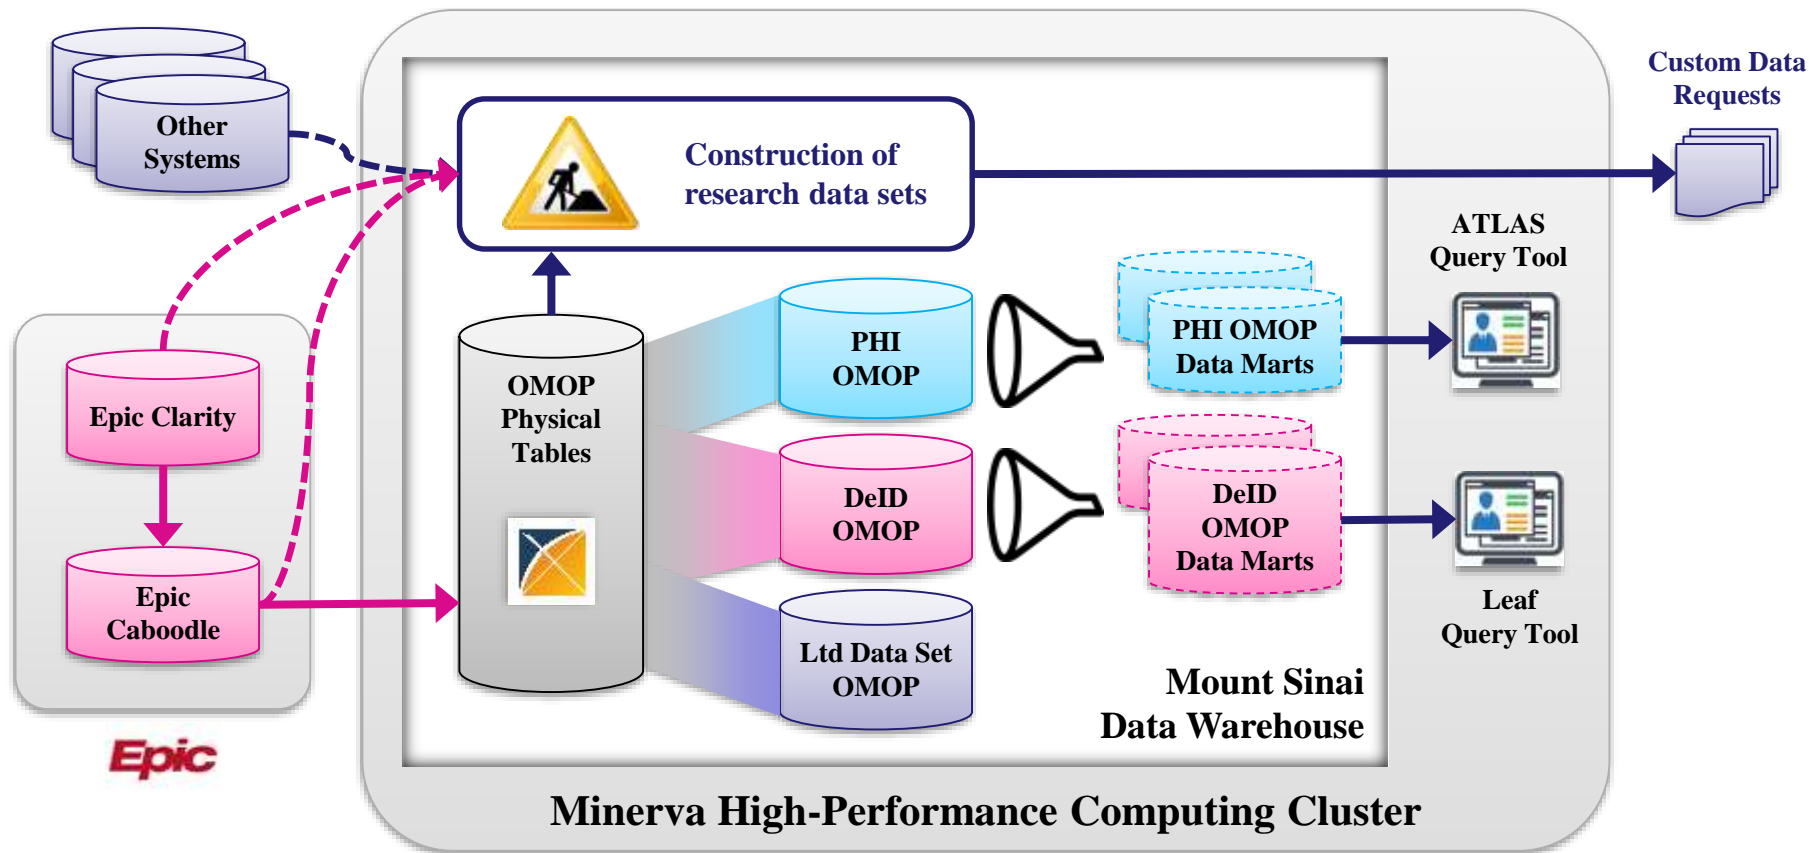 Other
Systems
Construction of
research data sets
Custom Data
Requests
ATLAS
Query Tool
Epic Clarity
Epic
Caboodle
Epic
OMOP
Physical
Tables
PHI
OMOP
PHI OMOP
Data Marts
DeID
OMOP
DeID
OMOP
Data Marts
Ltd Data Set
OMOP
Leaf
Query Tool
Mount Sinai
Data Warehouse
Minerva High-Performance Computing Cluster